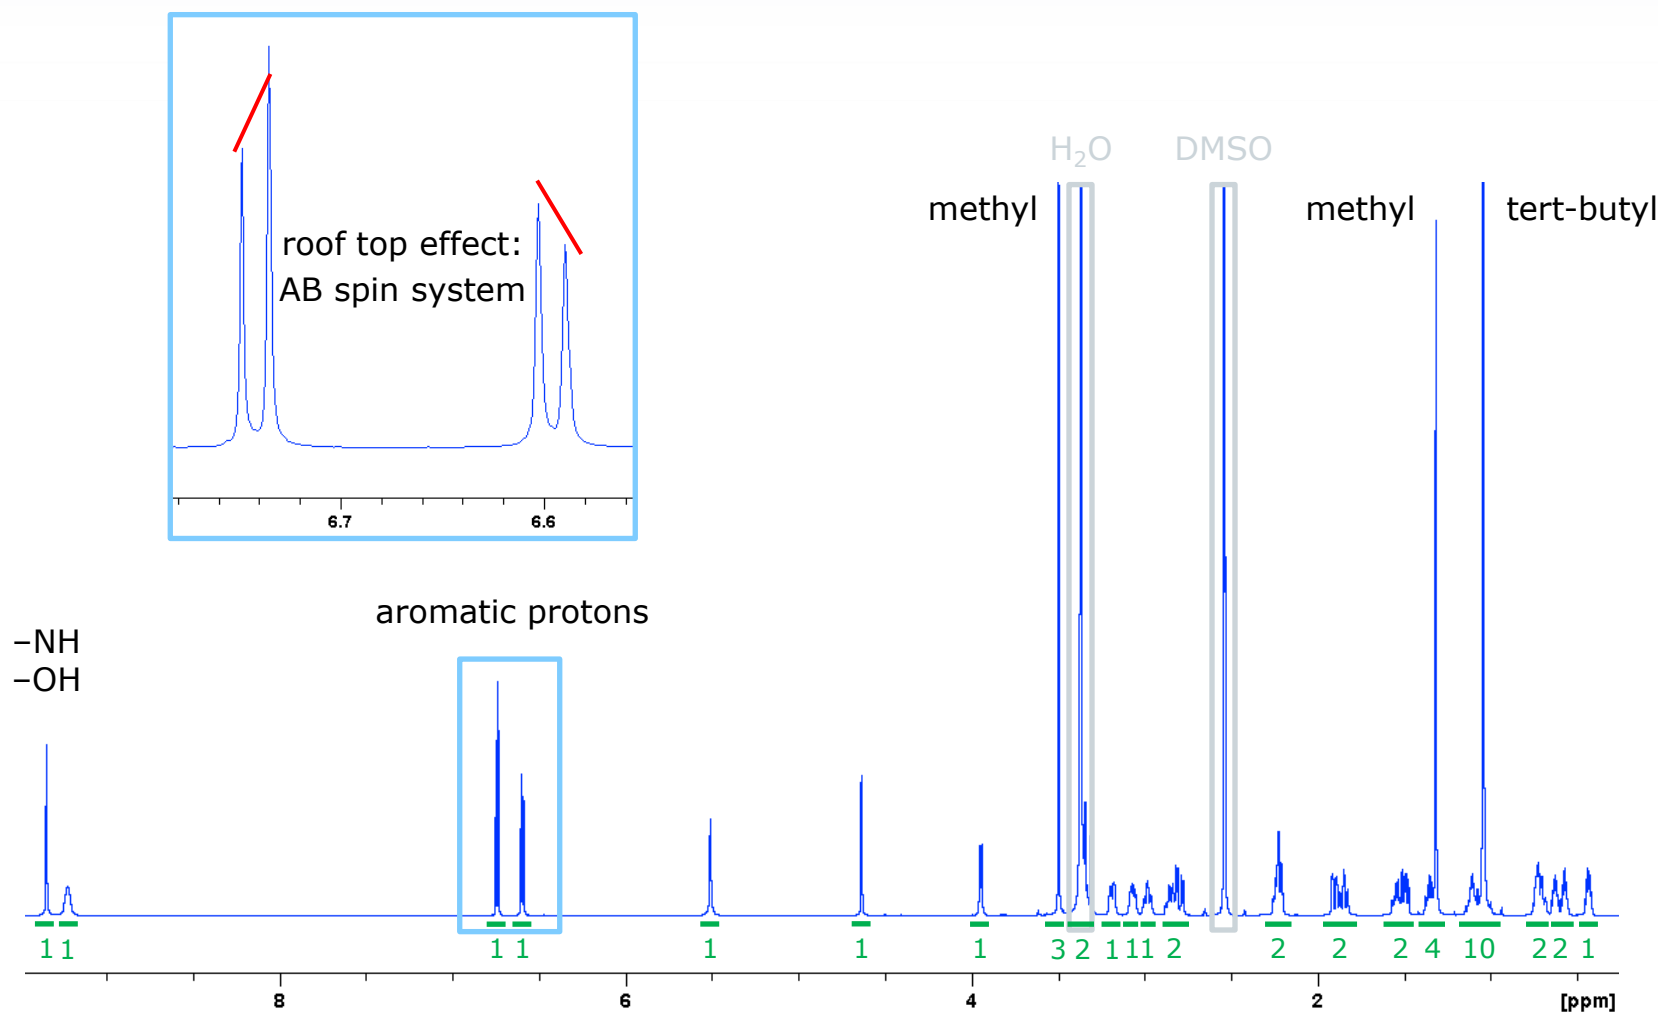 H₂O DMSO
methyl methyl tert-butyl
roof top effect:
AB spin system
6.7 6.6
aromatic protons
–NH
–OH
1 1 1 1 1 1 1 3 2 1 1 1 2 2 2 2 4 10 2 2 1
8 6 4 2 [ppm]